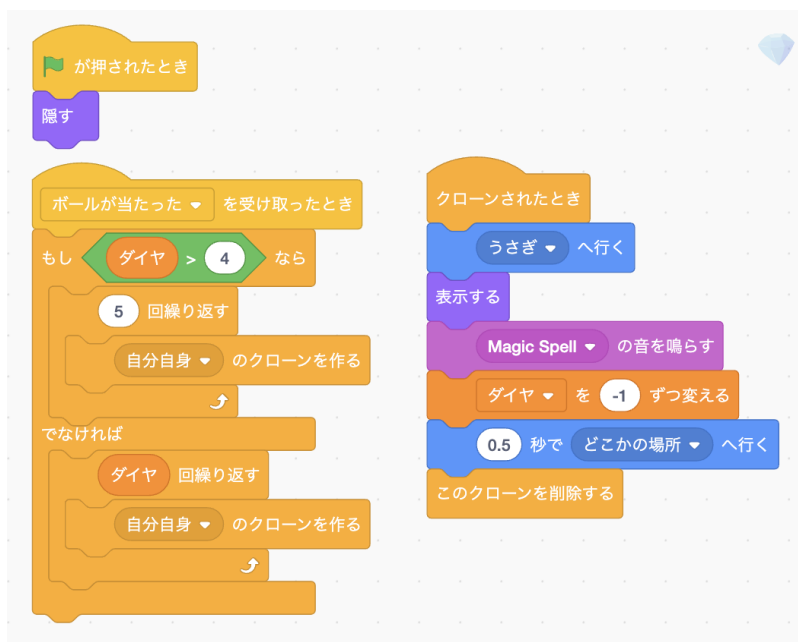 が押されたとき
隠す
ボールが当たった を受け取ったとき
もし ダイヤ > 4 なら
5 回繰り返す
自分自身 のクローンを作る
でなければ
ダイヤ 回繰り返す
自分自身 のクローンを作る
クローンされたとき
うさぎ へ行く
表示する
Magic Spell の音を鳴らす
ダイヤ を -1 ずつ変える
0.5 秒で どこかの場所 へ行く
このクローンを削除する